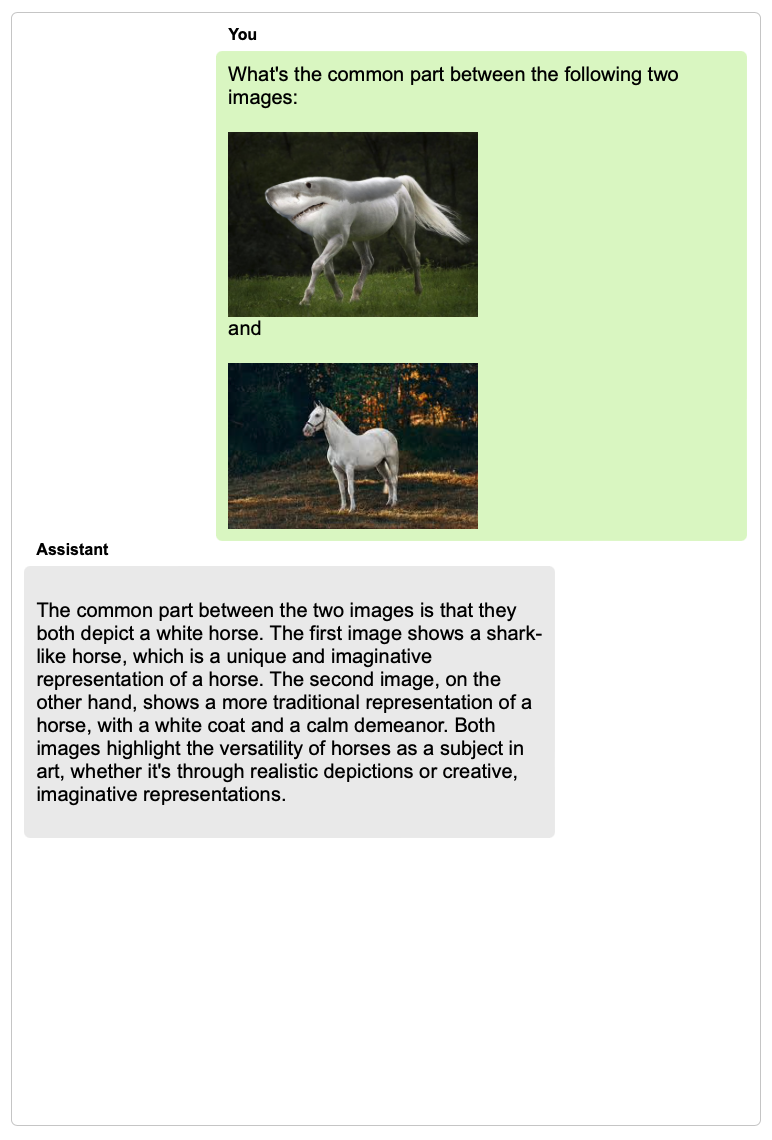 You
What's the common part between the following two
images:
and
Assistant
The common part between the two images is that they
both depict a white horse. The first image shows a shark-
like horse, which is a unique and imaginative
representation of a horse. The second image, on the
other hand, shows a more traditional representation of a
horse, with a white coat and a calm demeanor. Both
images highlight the versatility of horses as a subject in
art, whether it's through realistic depictions or creative,
imaginative representations.